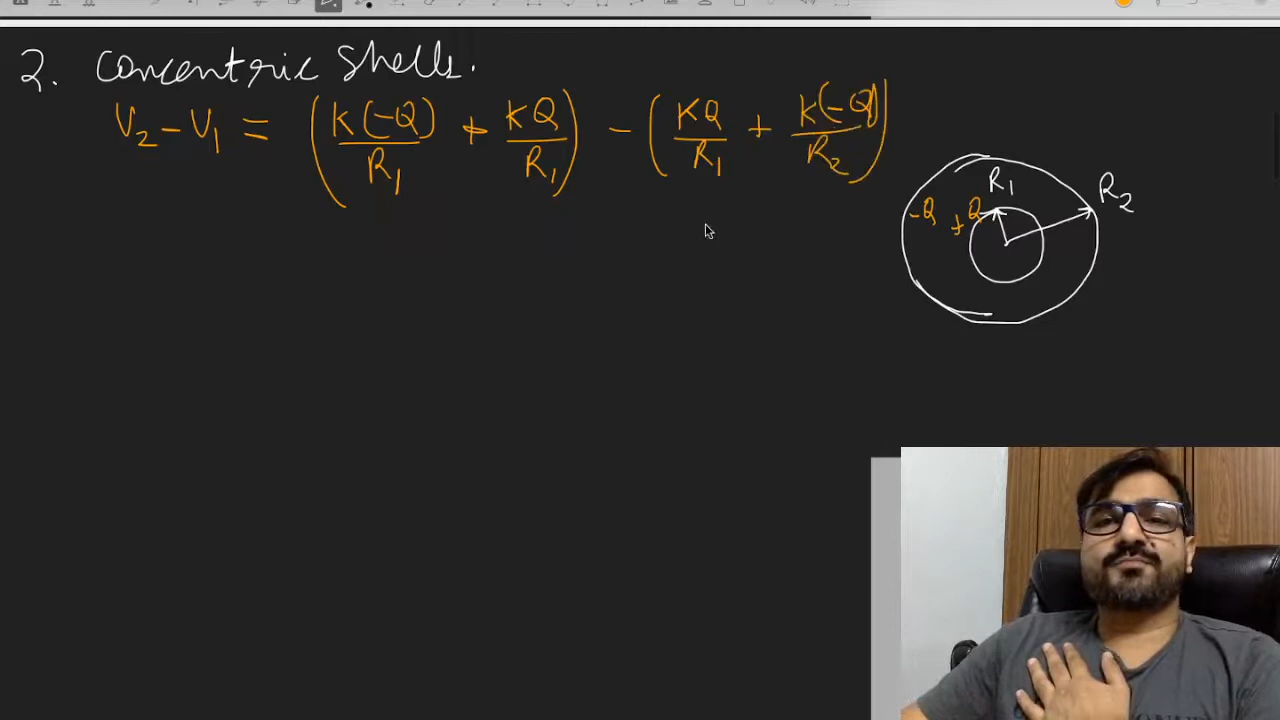 2. Concentric Shells.
V₂ - V₁ = (K(-Q)/R₁ + KQ/R₁) - (KQ/R₁ + K(-Q)/R₂)
R₁
R₂
-Q +Q